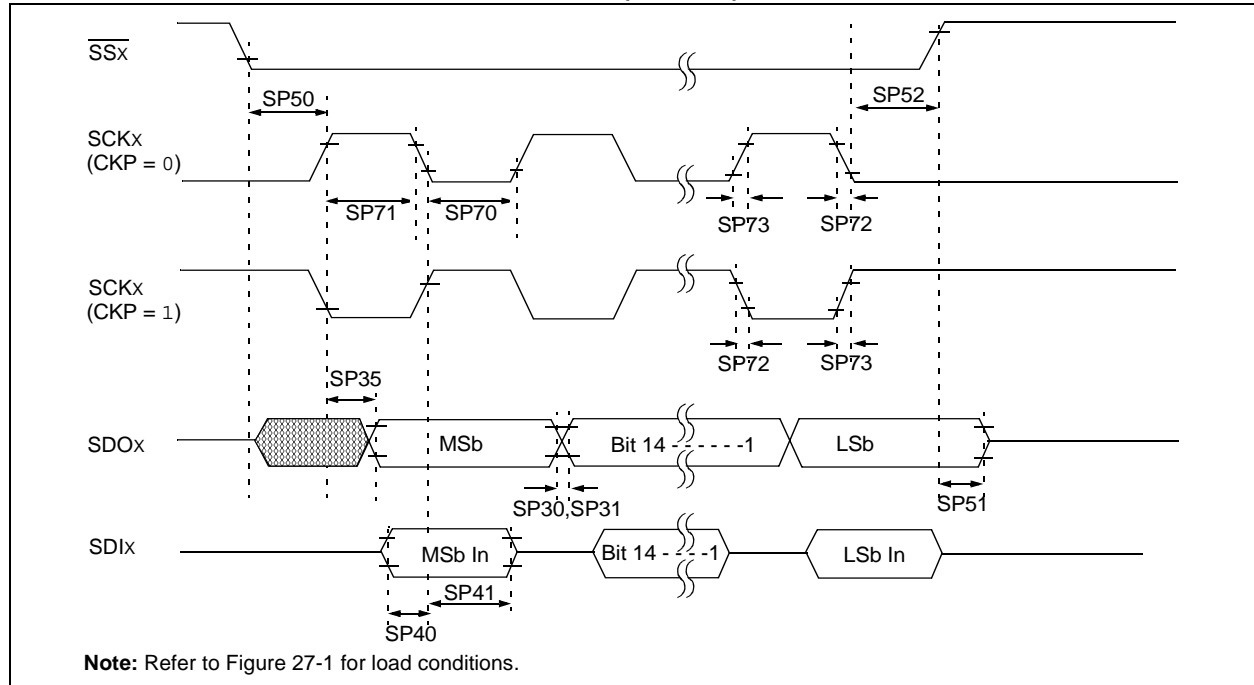 SSx
SP50
SP52
SCKx
(CKP = 0)
SP71
SP70
SP73
SP72
SCKx
(CKP = 1)
SP72
SP73
SP35
SDOx
MSb
Bit 14 - - - - - -1
LSb
SP30,SP31
SP51
SDIx
MSb In
Bit 14 - - - -1
LSb In
SP41
SP40
Note: Refer to Figure 27-1 for load conditions.